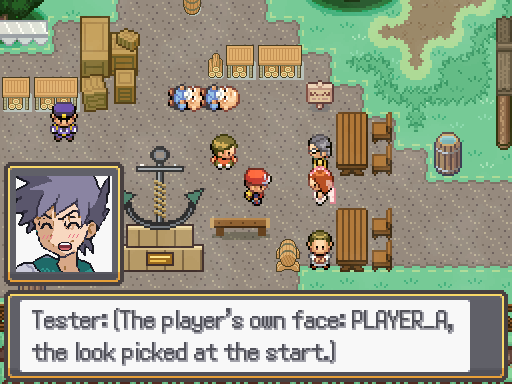 Tester: (The player's own face: PLAYER_A,
the look picked at the start.)